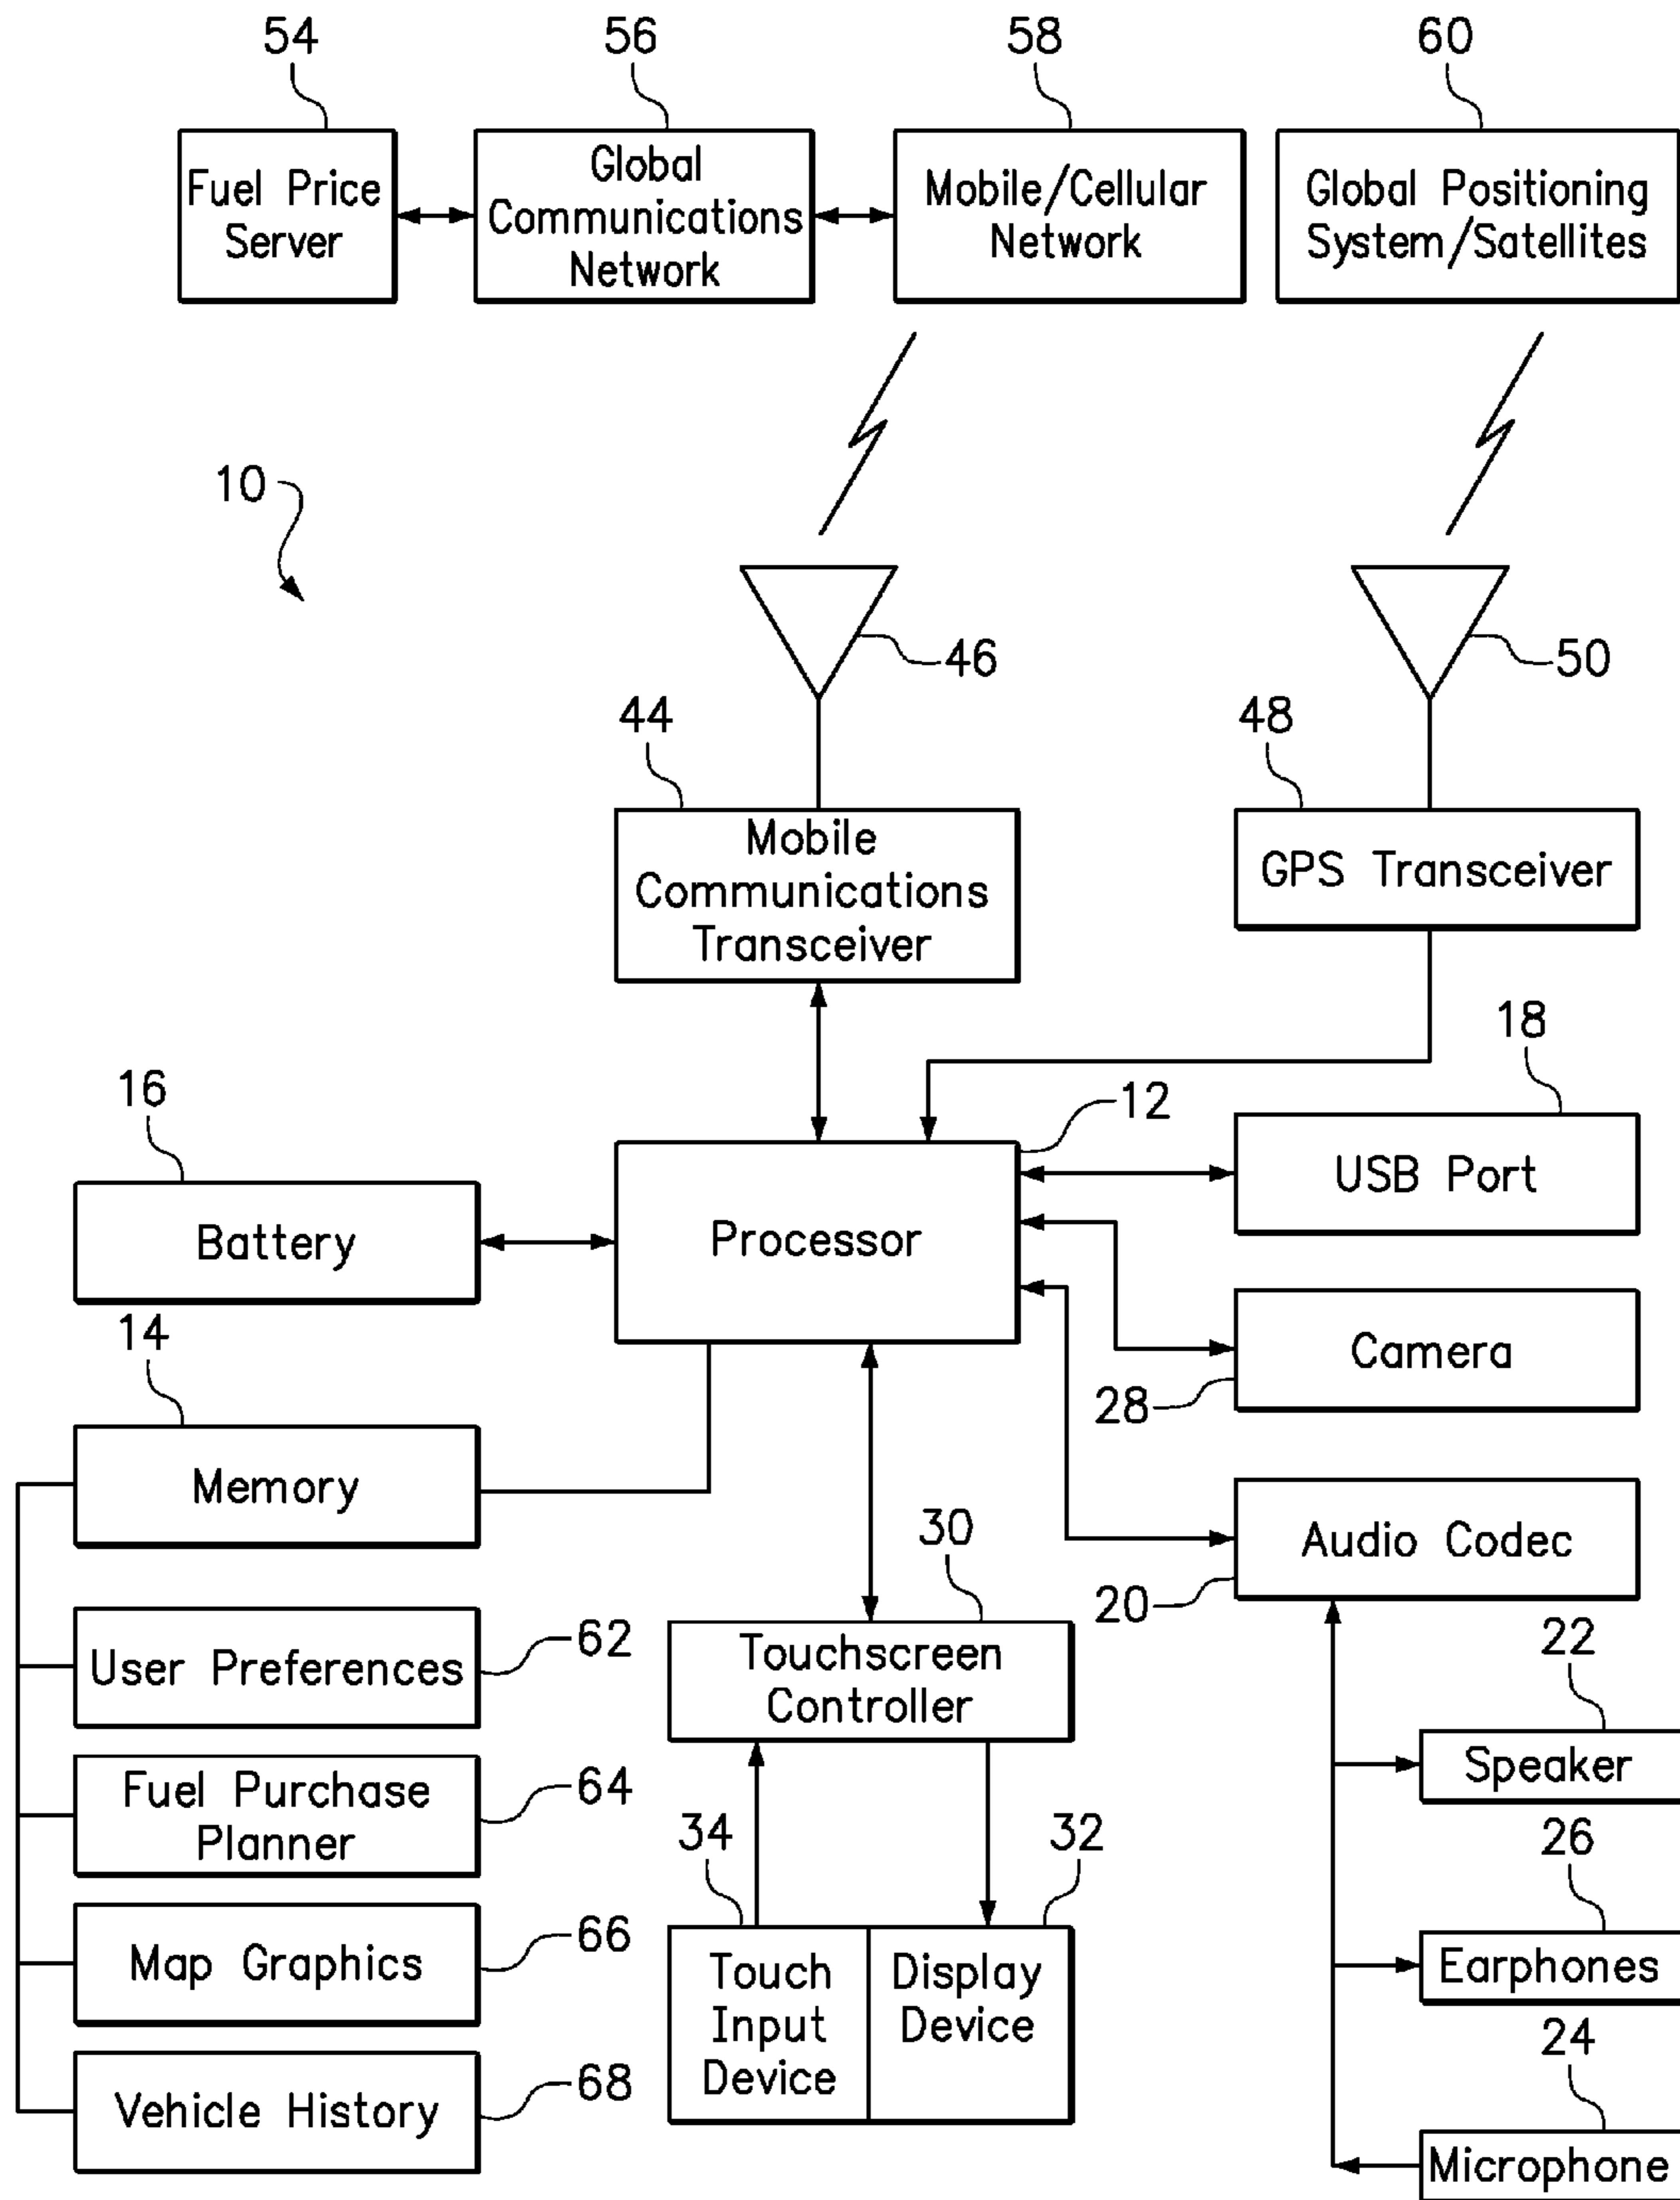 54
56
58
60
Fuel Price
Server
Global
Communications
Network
Mobile/Cellular
Network
Global Positioning
System/Satellites
10
46
50
44
48
Mobile
Communications
Transceiver
GPS Transceiver
18
16
12
USB Port
Battery
Processor
14
Camera
28
Memory
30
Audio Codec
20
User Preferences
62
Touchscreen
Controller
22
Speaker
Fuel Purchase
Planner
64
34
32
26
Map Graphics
66
Touch
Input
Device
Display
Device
Earphones
24
Vehicle History
68
Microphone